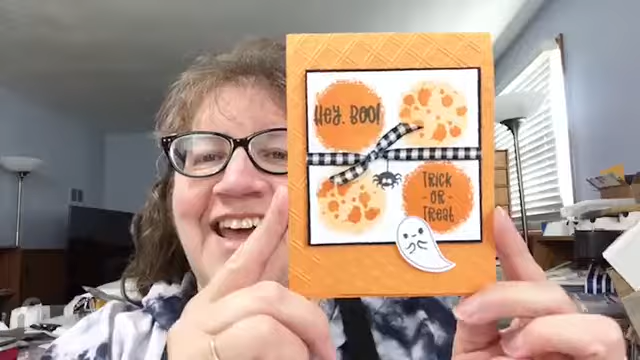 Hey, BOO!
TRICK
- OR -
TREAT